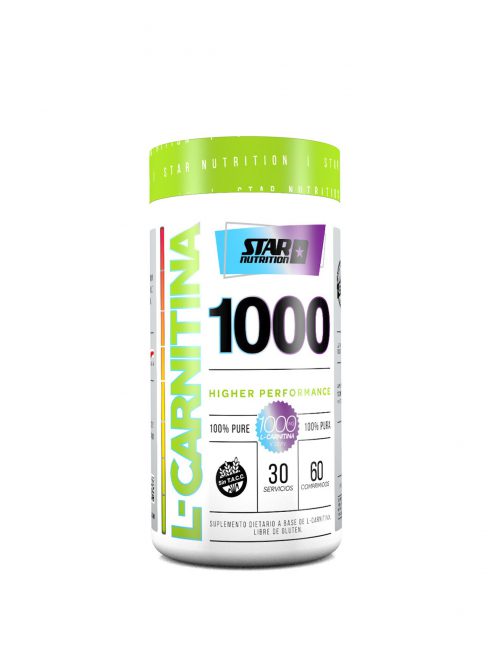 STAR NUTRITION
STAR NUTRITION
L-CARNITINA
STAR
NUTRITION
1000
HIGHER PERFORMANCE
100% PURE
1000
L-CARNITINA
100% PURA
Sin T.A.C.C.
30
SERVICIOS
60
COMPRIMIDOS
SUPLEMENTO DIETARIO A BASE DE L-CARNITINA.
LIBRE DE GLUTEN.